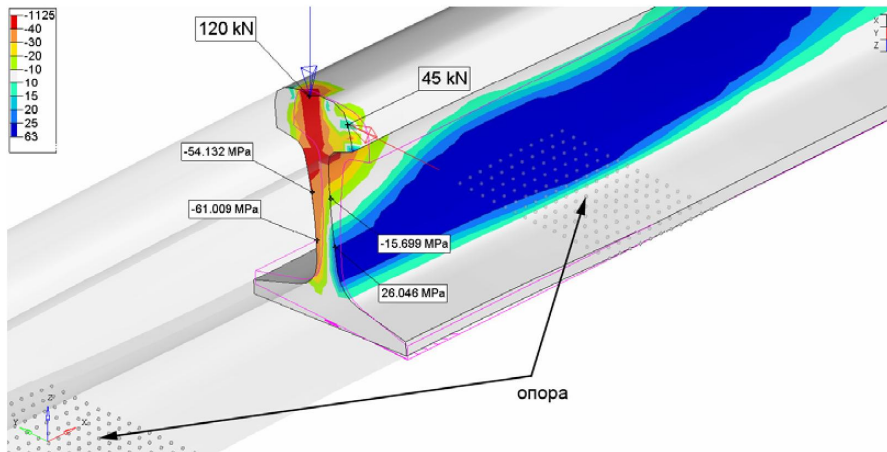 -1125
-40
-30
-20
-10
10
15
20
25
63
120 kN
45 kN
-54.132 MPa
-61.009 MPa
-15.699 MPa
26.046 MPa
опора
Z
Y
X
X
Y
Z